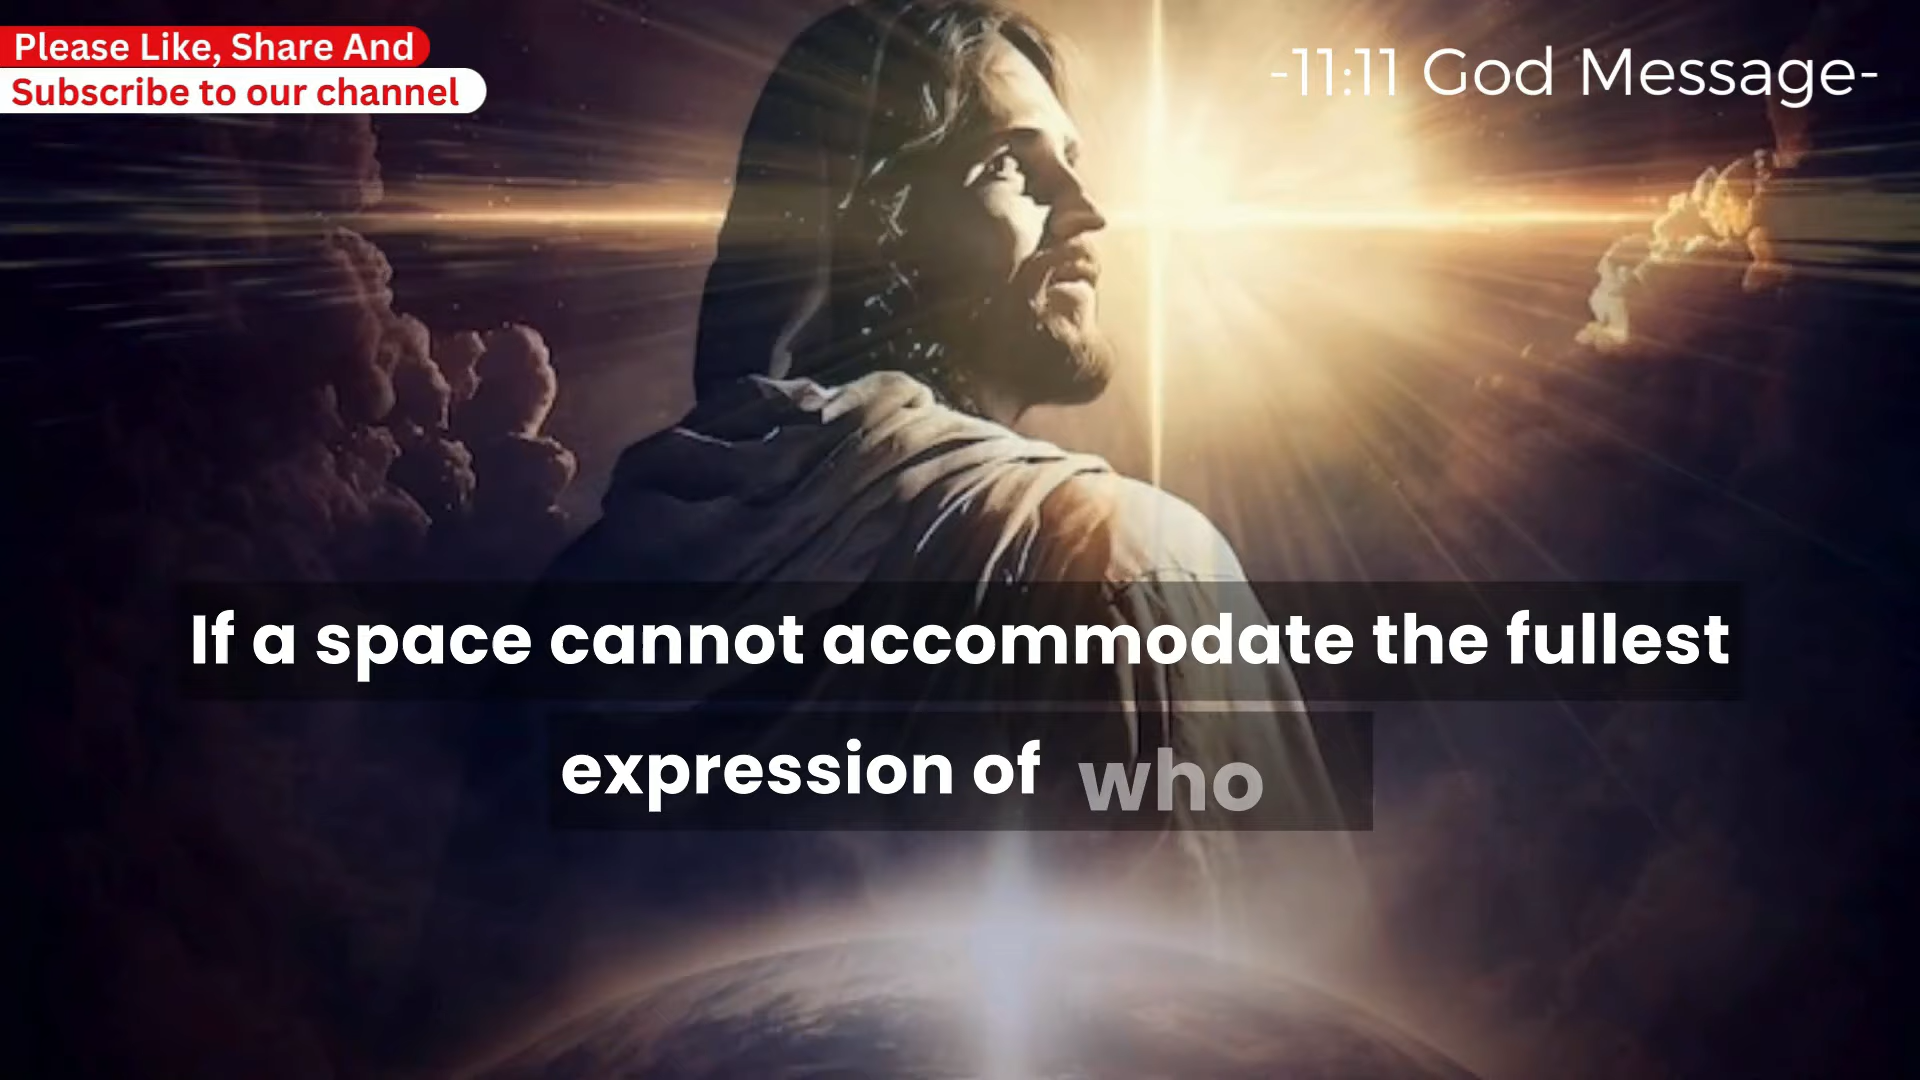 Please Like, Share And
Subscribe to our channel
-11:11 God Message-
If a space cannot accommodate the fullest
expression of who